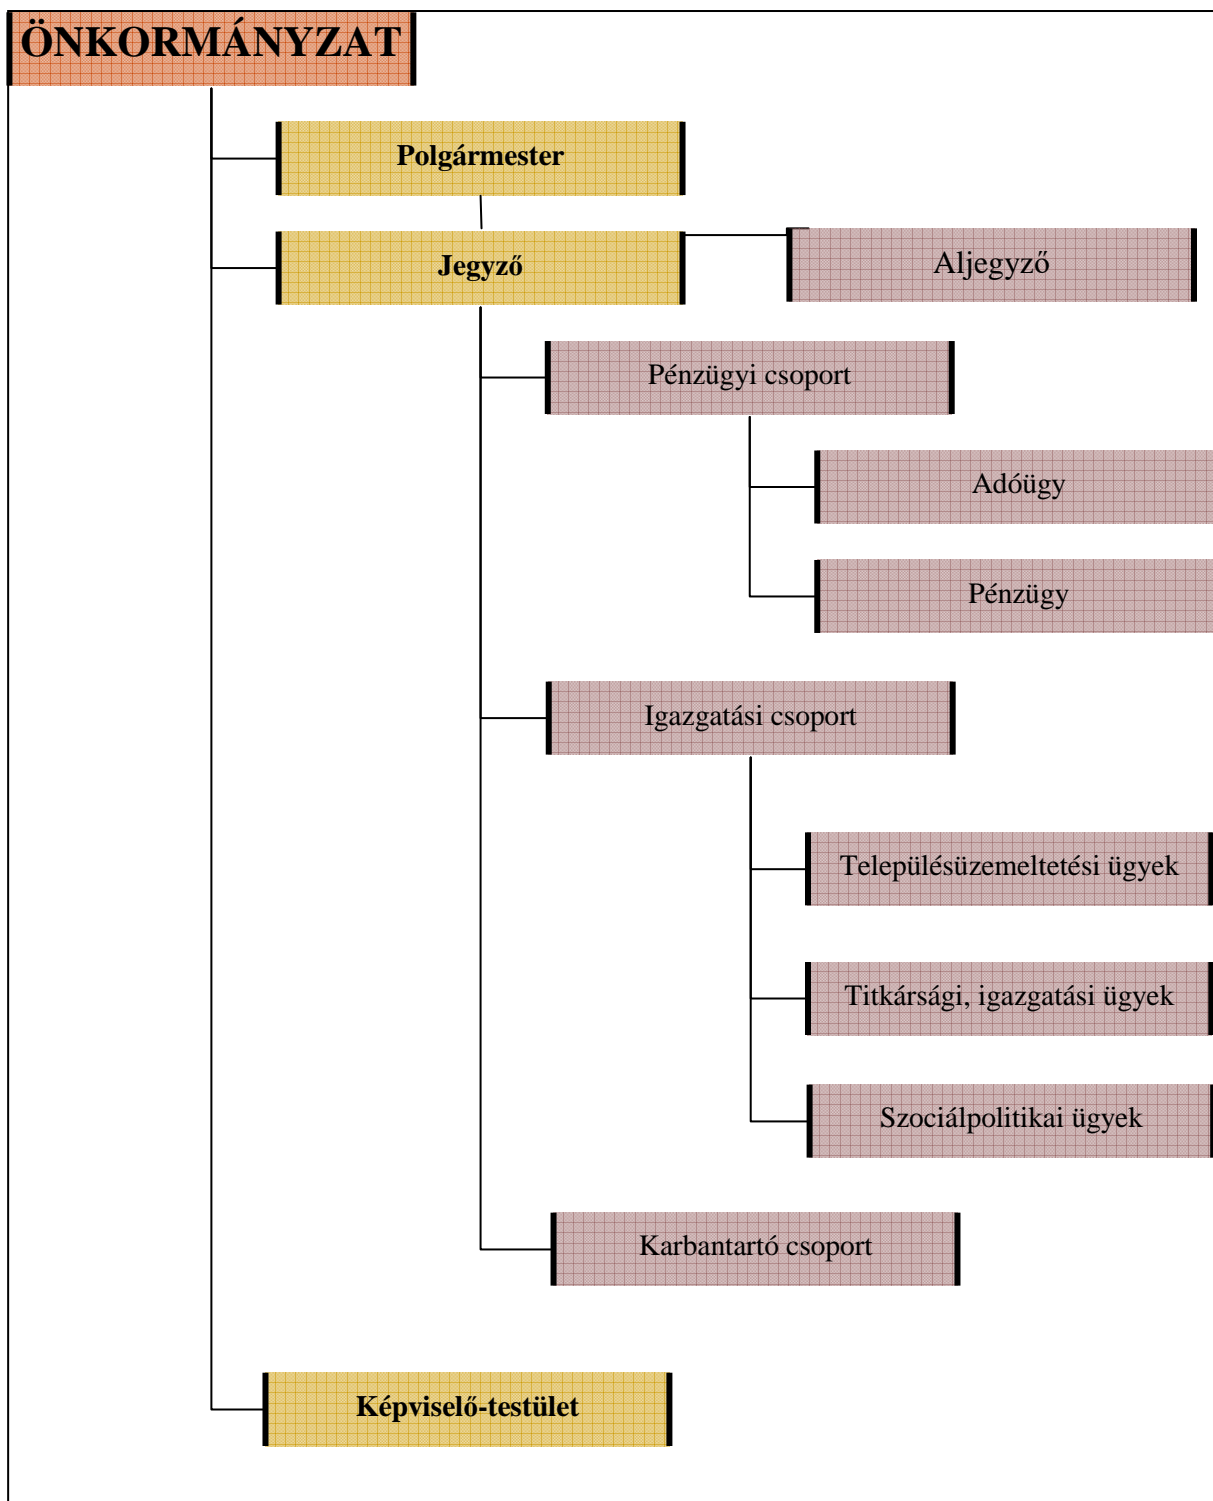 ÖNKORMÁNYZAT
Polgármester
Jegyző
Aljegyző
Pénzügyi csoport
Adóügy
Pénzügy
Igazgatási csoport
Településüzemeltetési ügyek
Titkársági, igazgatási ügyek
Szociálpolitikai ügyek
Karbantartó csoport
Képviselő-testület